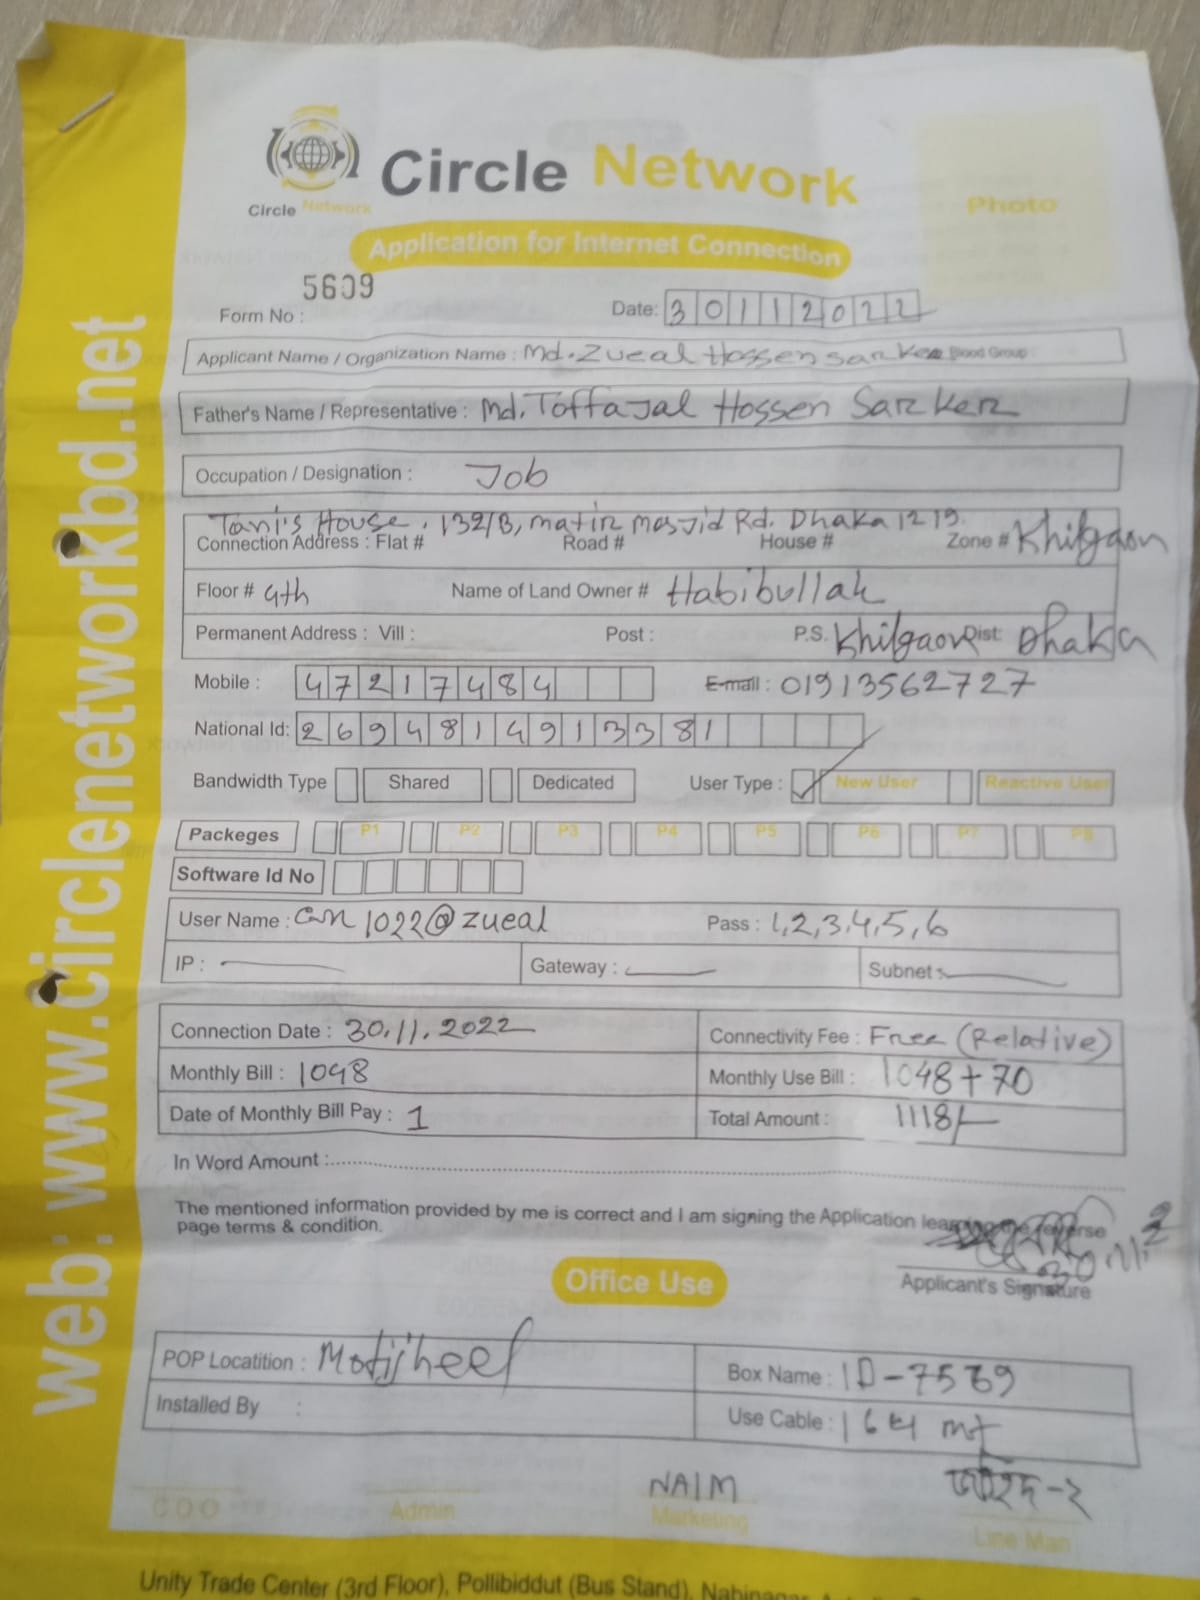 web: www.circlenetworkbd.net
Circle Network
Circle Network
Photo
Application for Internet Connection
5609
Form No :
Date: 30112022
Applicant Name / Organization Name : Md. Zueal Hossen Sarker Blood Group :
Father's Name / Representative : Md. Toffajal Hossen Sarker
Occupation / Designation : Job
Tani's House, 132/B, matir masjid Rd. Dhaka 1219.
Connection Address : Flat # Road # House # Zone # Khilgaon
Floor # 4th Name of Land Owner # Habibullah
Permanent Address : Vill : Post : P.S. Khilgaon Dist: Dhaka
Mobile : 47217484 E-mail : 01913562727
National Id: 2694814913381
Bandwidth Type Shared Dedicated User Type : New User Reactive User
Packeges P1 P2 P3 P4 P5 P6 P7 P8
Software Id No
User Name : 1022@zueal Pass : 1,2,3,4,5,6
IP : Gateway : Subnet :
Connection Date : 30.11.2022 Connectivity Fee : Free (Relative)
Monthly Bill : 1048 Monthly Use Bill : 1048+70
Date of Monthly Bill Pay : 1 Total Amount : 1118/-
In Word Amount :
The mentioned information provided by me is correct and I am signing the Application learning the reverse
page terms & condition.
30.11.2
Applicant's Signature
Office Use
POP Locatition : Motijheel Box Name : ID-7569
Installed By : Use Cable : 164 mt
NAIM
C O O Admin Marketing Line Man
Unity Trade Center (3rd Floor), Pollibiddut (Bus Stand), Nabinagar